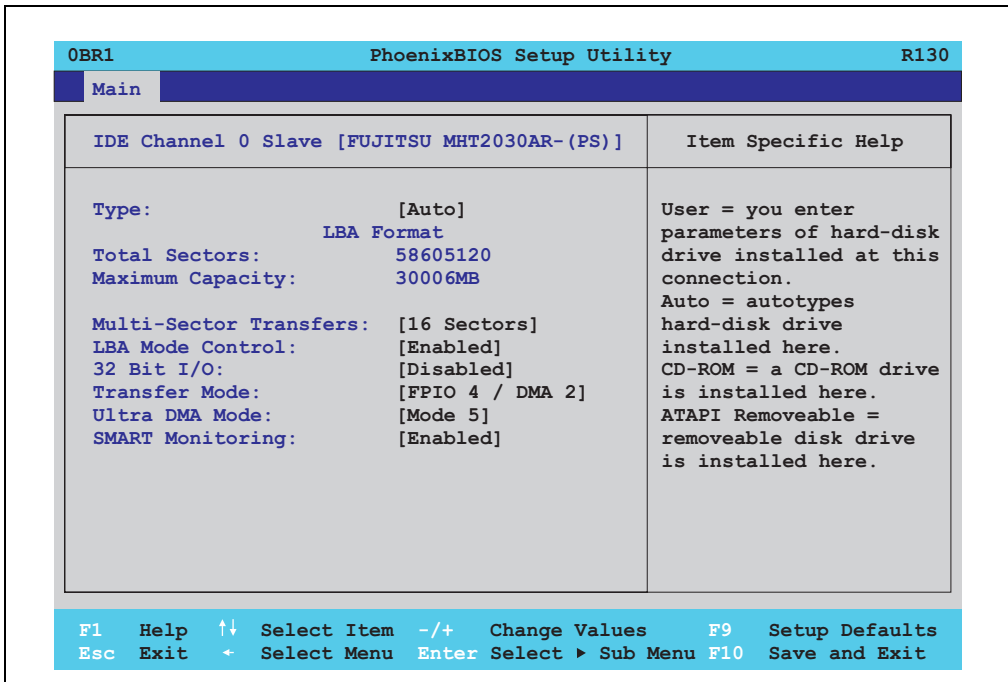 0BR1 PhoenixBIOS Setup Utility R130
Main
IDE Channel 0 Slave [FUJITSU MHT2030AR-(PS)]
Type: [Auto]
LBA Format
Total Sectors: 58605120
Maximum Capacity: 30006MB
Multi-Sector Transfers: [16 Sectors]
LBA Mode Control: [Enabled]
32 Bit I/O: [Disabled]
Transfer Mode: [FPIO 4 / DMA 2]
Ultra DMA Mode: [Mode 5]
SMART Monitoring: [Enabled]
Item Specific Help
User = you enter
parameters of hard-disk
drive installed at this
connection.
Auto = autotypes
hard-disk drive
installed here.
CD-ROM = a CD-ROM drive
is installed here.
ATAPI Removeable =
removeable disk drive
is installed here.
F1 Help ↑↓ Select Item -/+ Change Values F9 Setup Defaults
Esc Exit ← Select Menu Enter Select ▶ Sub Menu F10 Save and Exit